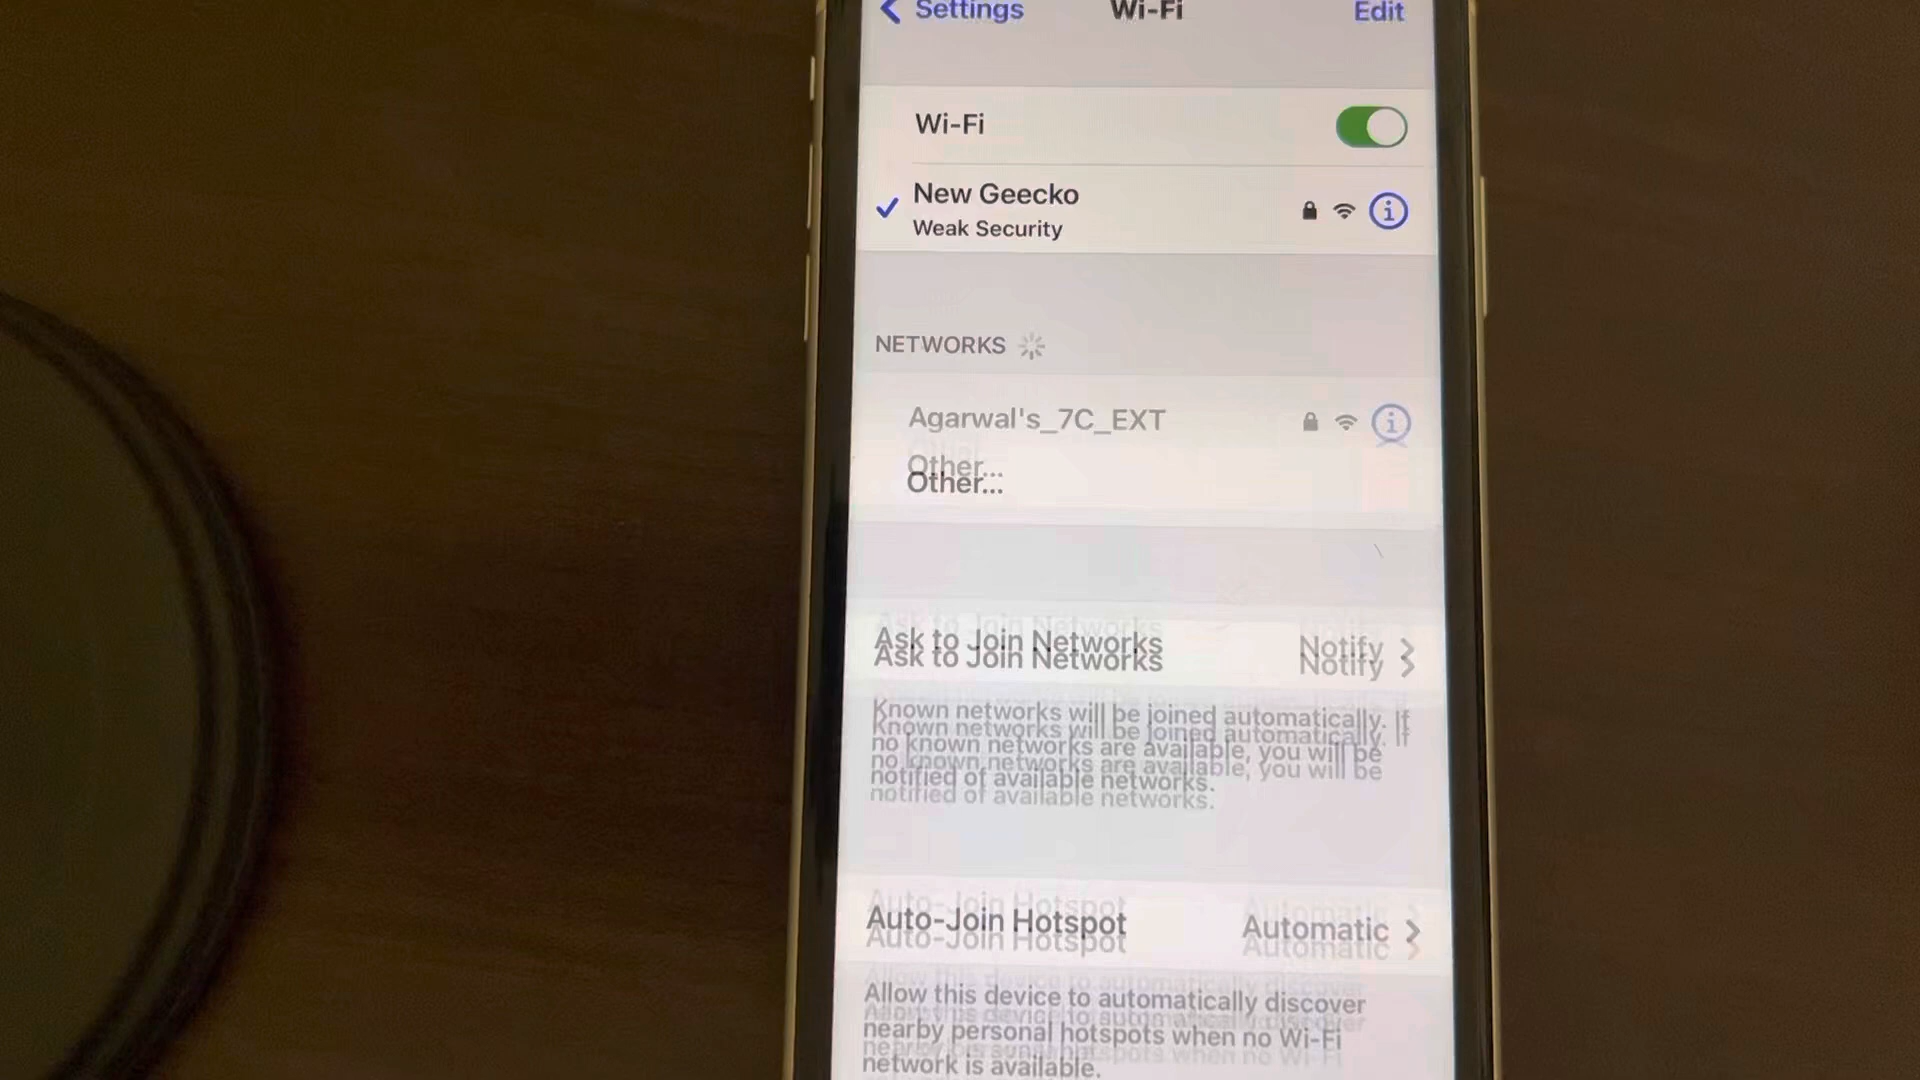 Settings Wi-Fi Edit
Wi-Fi
New Geecko
Weak Security
NETWORKS
Agarwal's_7C_EXT
Other...
Ask to Join Networks Notify
Known networks will be joined automatically. If
no known networks are available, you will be
notified of available networks.
Auto-Join Hotspot Automatic
Allow this device to automatically discover
nearby personal hotspots when no Wi-Fi
network is available.